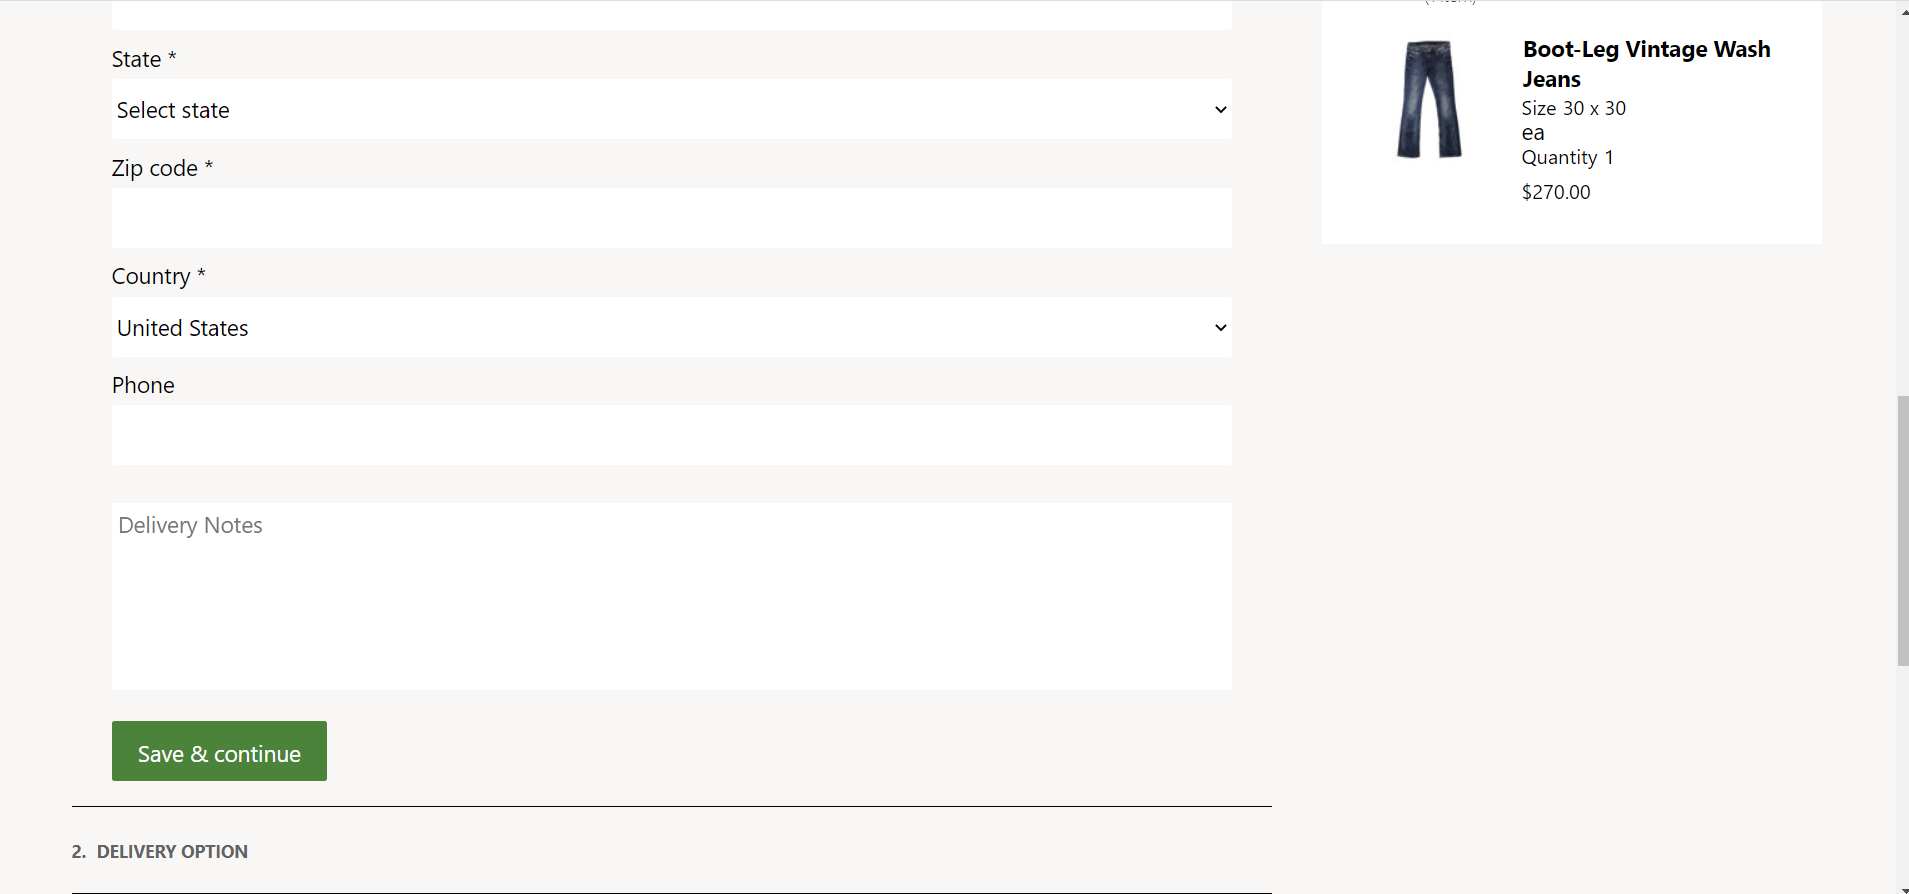 State *
Select state
Zip code *
Country *
United States
Phone
Delivery Notes
Save & continue
2. DELIVERY OPTION
Boot-Leg Vintage Wash
Jeans
Size 30 x 30
ea
Quantity 1
$270.00